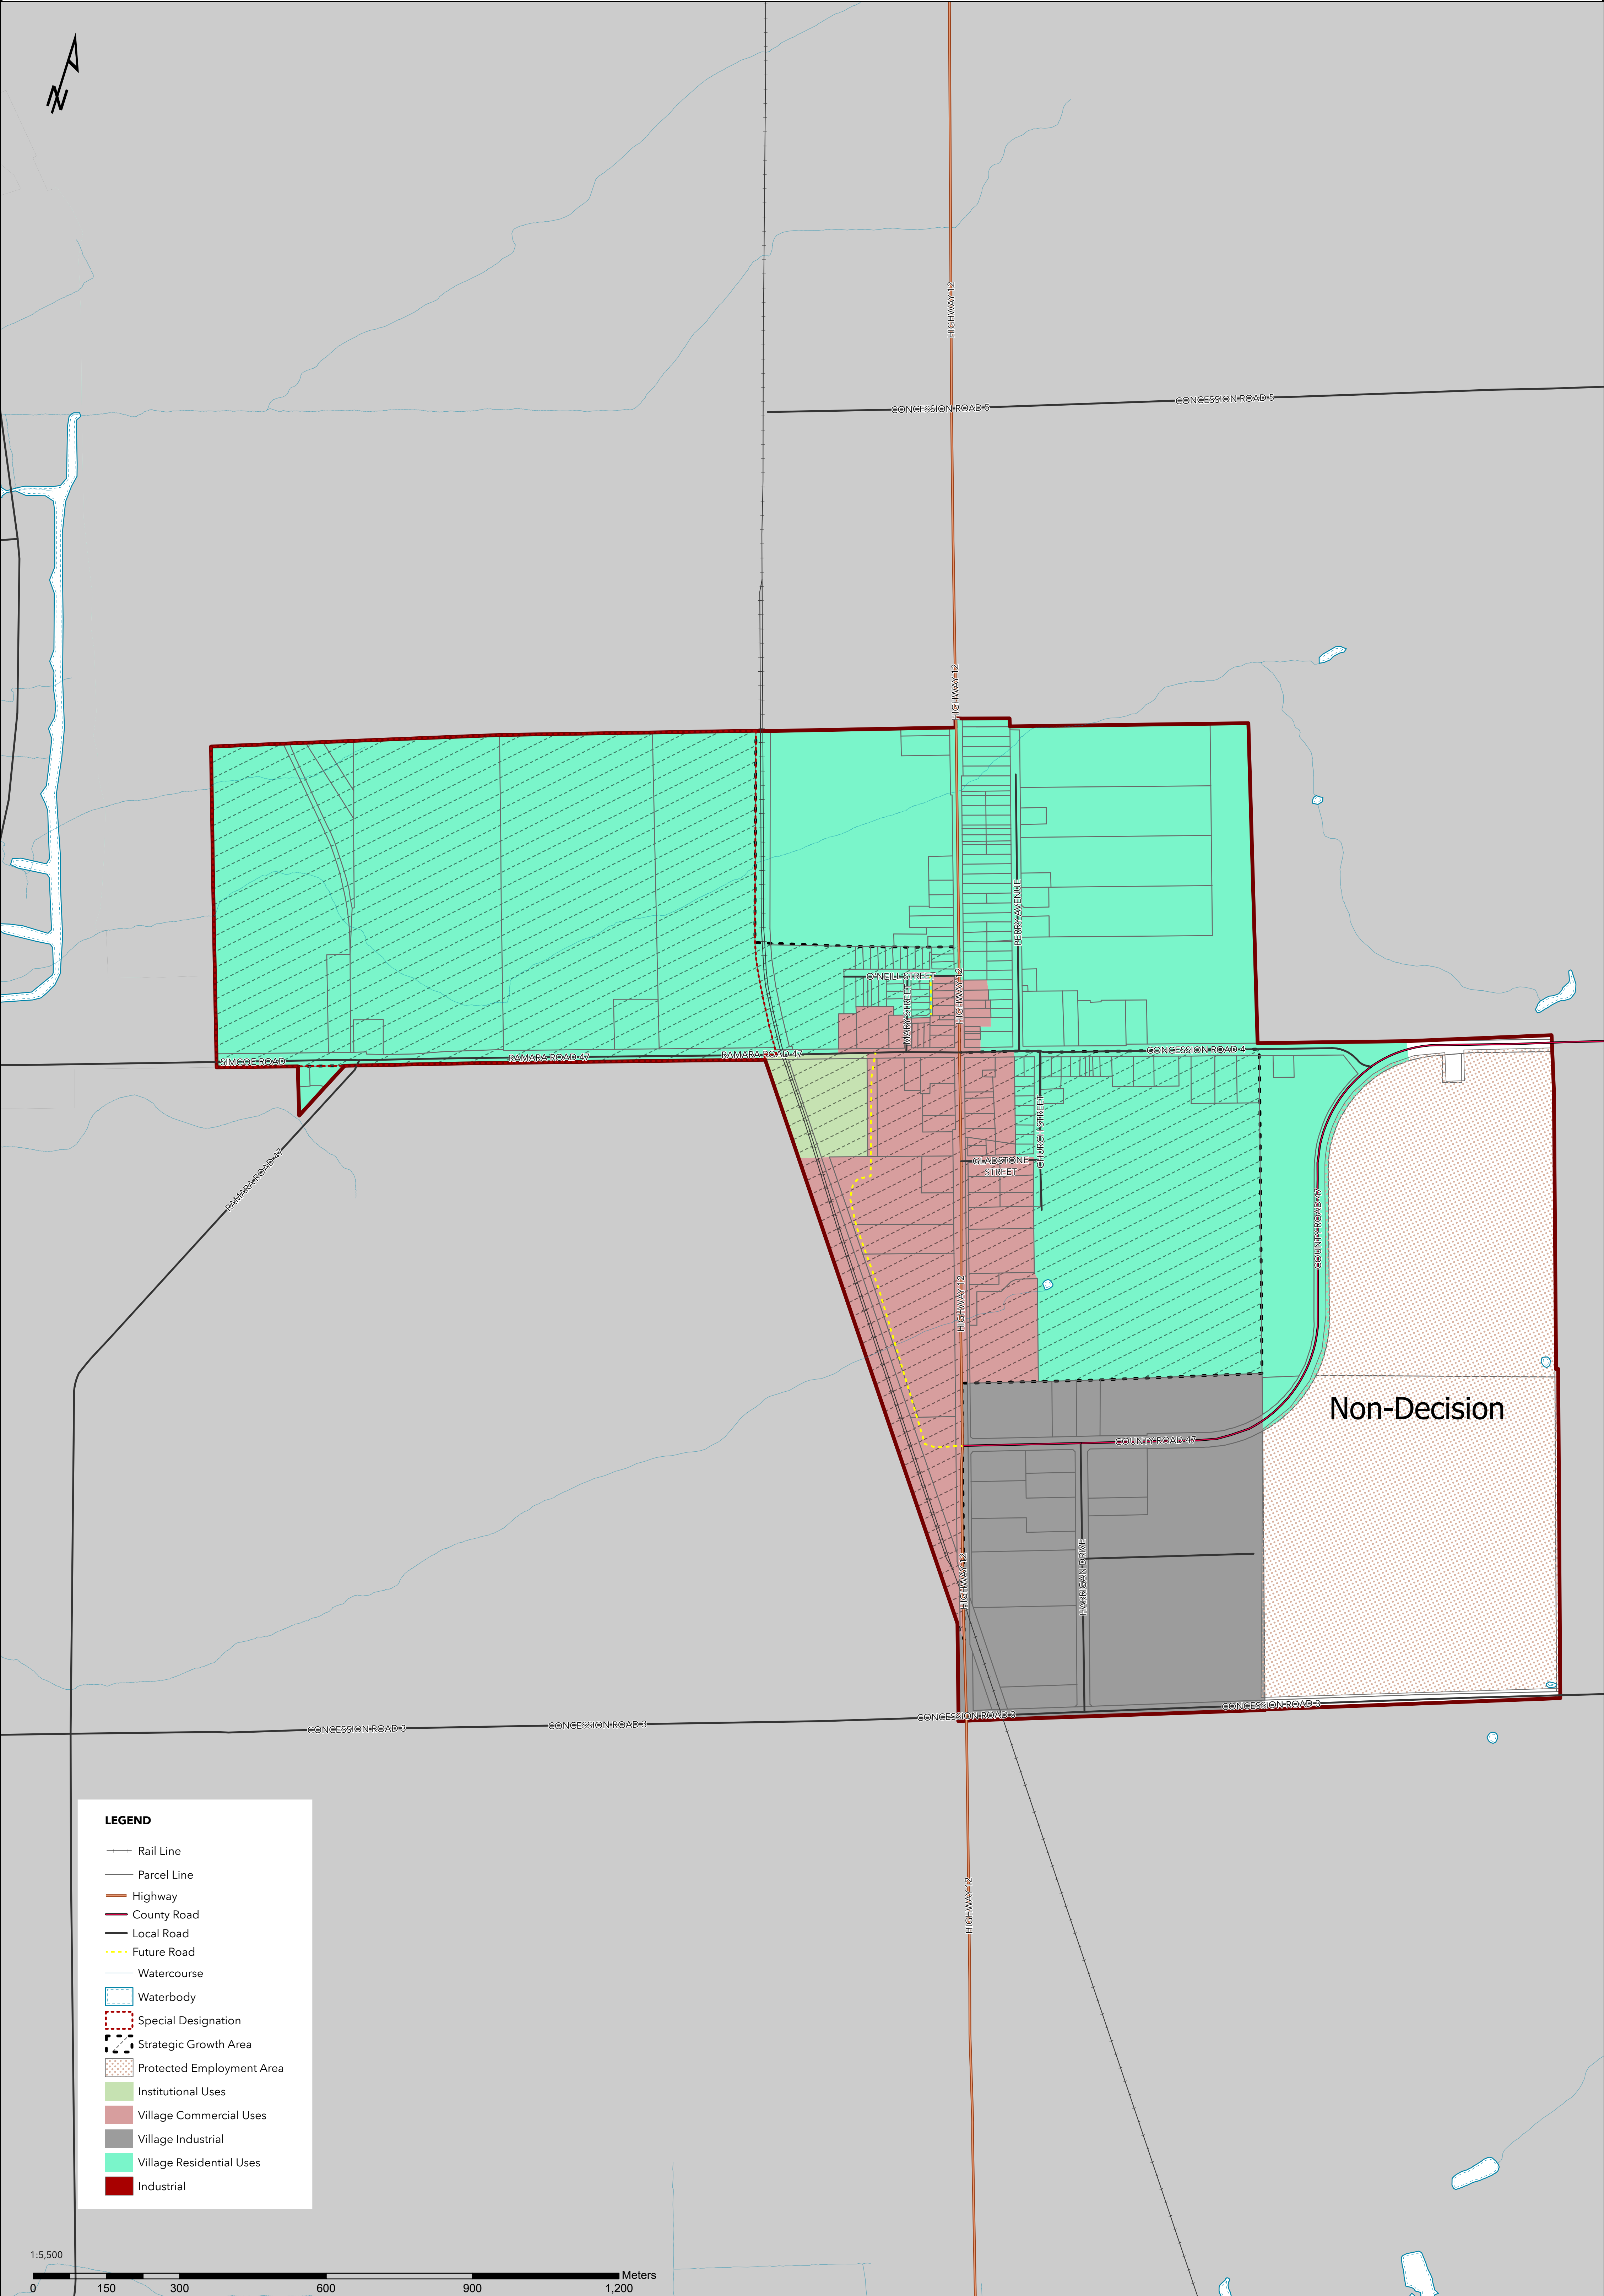 N
HIGHWAY 12
CONCESSION ROAD 5
CONCESSION ROAD 5
HIGHWAY 12
PERRY AVENUE
O'NEILL STREET
MARY STREET
HIGHWAY 12
SIMCOE ROAD
RAMARA ROAD 47
RAMARA ROAD 47
CONCESSION ROAD 4
CHURCH STREET
GLADSTONE
STREET
RAMARA ROAD 47
COUNTY ROAD 47
HIGHWAY 12
Non-Decision
COUNTY ROAD 47
HARRIGAN DRIVE
HIGHWAY 12
CONCESSION ROAD 3
CONCESSION ROAD 3
CONCESSION ROAD 3
CONCESSION ROAD 3
HIGHWAY 12
LEGEND
Rail Line
Parcel Line
Highway
County Road
Local Road
Future Road
Watercourse
Waterbody
Special Designation
Strategic Growth Area
Protected Employment Area
Institutional Uses
Village Commercial Uses
Village Industrial
Village Residential Uses
Industrial
1:5,500
Meters
0 150 300 600 900 1,200